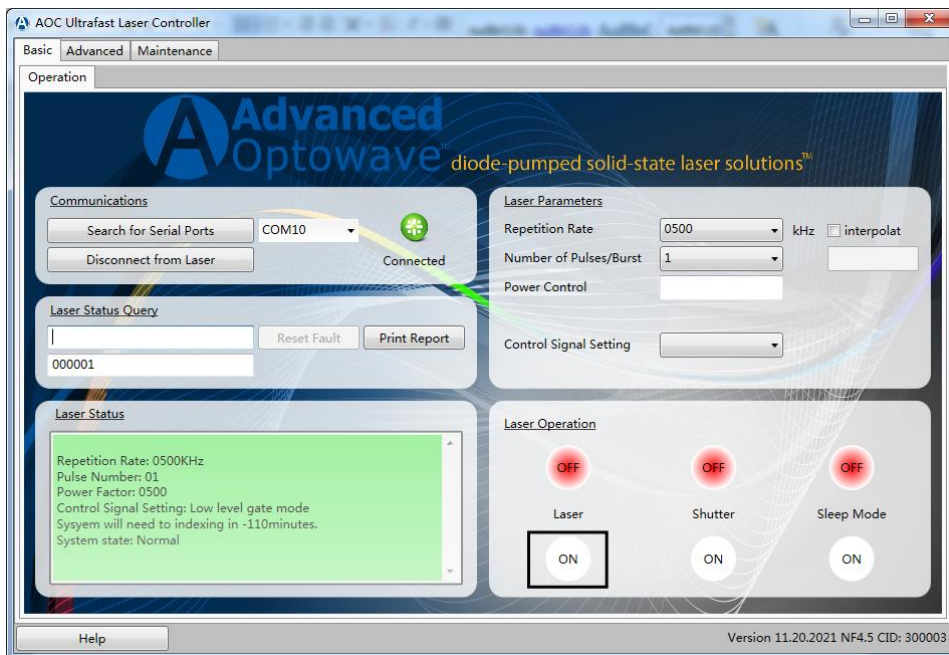 AOC Ultrafast Laser Controller
Basic Advanced Maintenance
Operation
Advanced
Optowave™ diode-pumped solid-state laser solutions™
Communications
Search for Serial Ports COM10
Disconnect from Laser Connected
Laser Status Query
Reset Fault Print Report
000001
Laser Parameters
Repetition Rate 0500 kHz interpolat
Number of Pulses/Burst 1
Power Control
Control Signal Setting
Laser Status
Repetition Rate: 0500KHz
Pulse Number: 01
Power Factor: 0500
Control Signal Setting: Low level gate mode
Sysyem will need to indexing in -110minutes.
System state: Normal
Laser Operation
OFF OFF OFF
Laser Shutter Sleep Mode
ON ON ON
Help Version 11.20.2021 NF4.5 CID: 300003